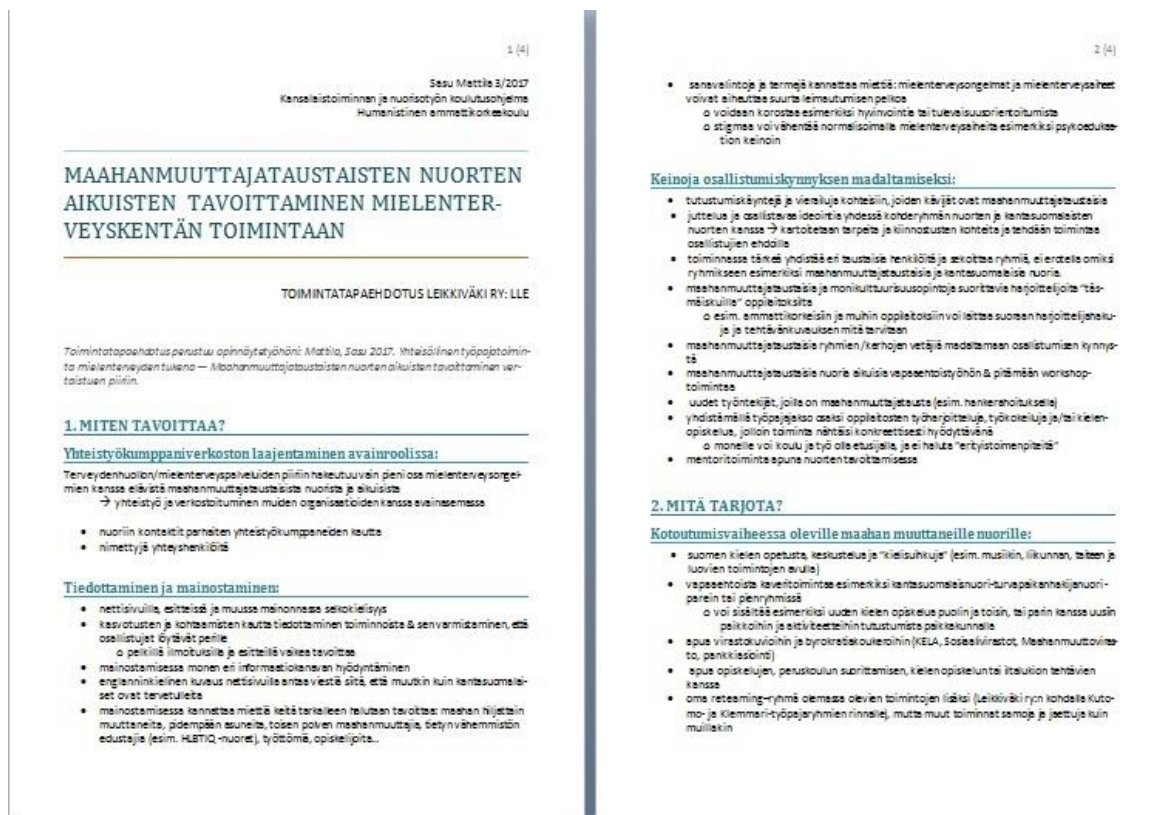 1 (4)
Sasu Mattila 3/2017
Kansalaistoiminnan ja nuorisotyön koulutusohjelma
Humanistinen ammattikorkeakoulu
MAAHANMUUTTAJATAUSTAISTEN NUORTEN
AIKUISTEN TAVOITTAMINEN MIELENTER-
VEYSKENTÄN TOIMINTAAN
TOIMINTATAPAEHDOTUS LEIKKIVÄKI RY: LLE
Toimintatapaehdotus perustuu opinnäytetyöhöni: Mattila, Sasu 2017. Yhteisöllinen työpajatoimin-
ta mielenterveyden tukena — Maahanmuuttajataustaisten nuorten aikuisten tavoittaminen ver-
taistuen piiriin.
1. MITEN TAVOITTAA?
Yhteistyökumppaniverkoston laajentaminen avainroolissa:
Terveydenhuollon/mielenterveyspalveluiden piiriin hakeutuu vain pieni osa mielenterveysongel-
mien kanssa elävistä maahanmuuttajataustaisista nuorista ja aikuisista
→ yhteistyö ja verkostoituminen muiden organisaatioiden kanssa avainasemassa
• nuoriin kontaktit parhaiten yhteistyökumppaneiden kautta
• nimettyjä yhteyshenkilöitä
Tiedottaminen ja mainostaminen:
• nettisivuilla, esitteissä ja muussa mainonnassa selkokielisyys
• kasvotusten ja kohtaamisten kautta tiedottaminen toiminnoista & sen varmistaminen, että
osallistujat löytävät perille
o pelkillä ilmoituksilla ja esitteillä vaikea tavoittaa
• mainostamisessa monen eri informaatiokanavan hyödyntäminen
• englanninkielinen kuvaus nettisivuilla antaa viestiä siitä, että muutkin kuin kantasuomalai-
set ovat tervetulleita
• mainostamisessa kannattaa miettiä keitä tarkalleen halutaan tavoittaa: maahan hiljattain
muuttaneita, pidempään asuneita, toisen polven maahanmuuttajia, tietyn vähemmistön
edustajia (esim. HLBTIQ -nuoret), työttömiä, opiskelijoita...
2 (4)
• sanavalintoja ja termejä kannattaa miettiä: mielenterveysongelmat ja mielenterveysaiheet
voivat aiheuttaa suurta leimautumisen pelkoa
o voidaan korostaa esimerkiksi hyvinvointia tai tulevaisuusorientoitumista
o stigmaa voi vähentää normalisoimalla mielenterveysaiheita esimerkiksi psykoedukaa-
tion keinoin
Keinoja osallistumiskynnyksen madaltamiseksi:
• tutustumiskäyntejä ja vierailuja kohteisiin, joiden kävijät ovat maahanmuuttajataustaisia
• juttelua ja osallistavaa ideointia yhdessä kohderyhmän nuorten ja kantasuomalaisten
nuorten kanssa → kartoitetaan tarpeita ja kiinnostusten kohteita ja tehdään toimintaa
osallistujien ehdoilla
• toiminnassa tärkeä yhdistää eri taustaisia henkilöitä ja sekoittaa ryhmiä, ei erotella omiksi
ryhmikseen esimerkiksi maahanmuuttajataustaisia ja kantasuomalaisia nuoria.
• maahanmuuttajataustaisia ja monikulttuurisuusopintoja suorittavia harjoittelijoita "täs-
mäiskuilla" oppilaitoksilta
o esim. ammattikorkeisiin ja muihin oppilaitoksiin voi laittaa suoraan harjoittelijahaku-
ja ja tehtävänkuvauksen mitä tarvitaan
• maahanmuuttajataustaisia ryhmien/kerhojen vetäjiä madaltamaan osallistumisen kynnys-
tä
• maahanmuuttajataustaisia nuoria aikuisia vapaaehtoistyöhön & pitämään workshop-
toimintaa
• uudet työntekijät, joilla on maahanmuuttajatausta (esim. hankerahoituksella)
• yhdistämällä työpajajakso osaksi oppilaitosten työharjoitteluja, työkokeiluja ja/tai kielen-
opiskelua, jolloin toiminta nähtäisi konkreettisesti hyödyttävänä
o monelle voi koulu ja työ olla etusijalla, ja ei haluta "erityistoimenpiteitä"
• mentoritoiminta apuna nuorten tavoittamisessa
2. MITÄ TARJOTA?
Kotoutumisvaiheessa oleville maahan muuttaneille nuorille:
• suomen kielen opetusta, keskustelua ja "kielisuihkuja" (esim. musiikin, liikunnan, taiteen ja
luovien toimintojen avulla)
• vapaaehtoista kaveritoimintaa esimerkiksi kantasuomalaisnuori-turvapaikanhakijanuori-
parein tai pienryhmissä
o voi sisältää esimerkiksi uuden kielen opiskelua puolin ja toisin, tai parin kanssa uusiin
paikkoihin ja aktiviteetteihin tutustumista paikkakunnalla
• apua virastokuvioihin ja byrokratiakoukeroihin (KELA, Sosiaalivirastot, Maahanmuuttoviras-
to, pankkiasiointi)
• apua opiskelujen, peruskoulun suorittamisen, kielen opiskelun tai iltalukion tehtävien
kanssa
• oma reteaming–ryhmä olemassa olevien toimintojen lisäksi (Leikkiväki ry:n kohdalla Kuto-
mo- ja Klemmari-työpajaryhmien rinnalle), mutta muut toiminnat samoja ja jaettuja kuin
muillakin